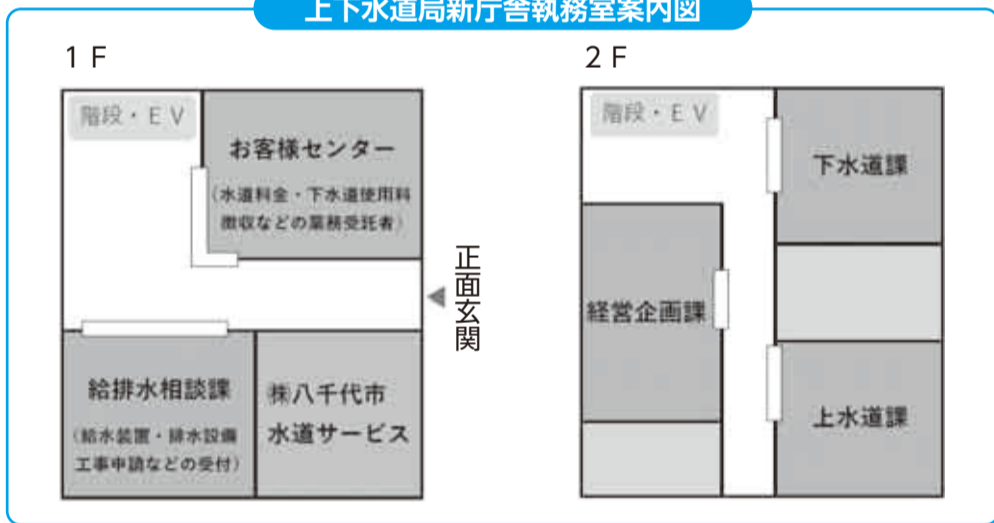 上下水道局新庁舎執務室案内図
1F
階段・EV
お客様センター
（水道料金・下水道使用料
徴収などの業務受託者）
正面玄関
給排水相談課
（給水装置・排水設備
工事申請などの受付）
㈱八千代市
水道サービス
2F
階段・EV
下水道課
経営企画課
上水道課